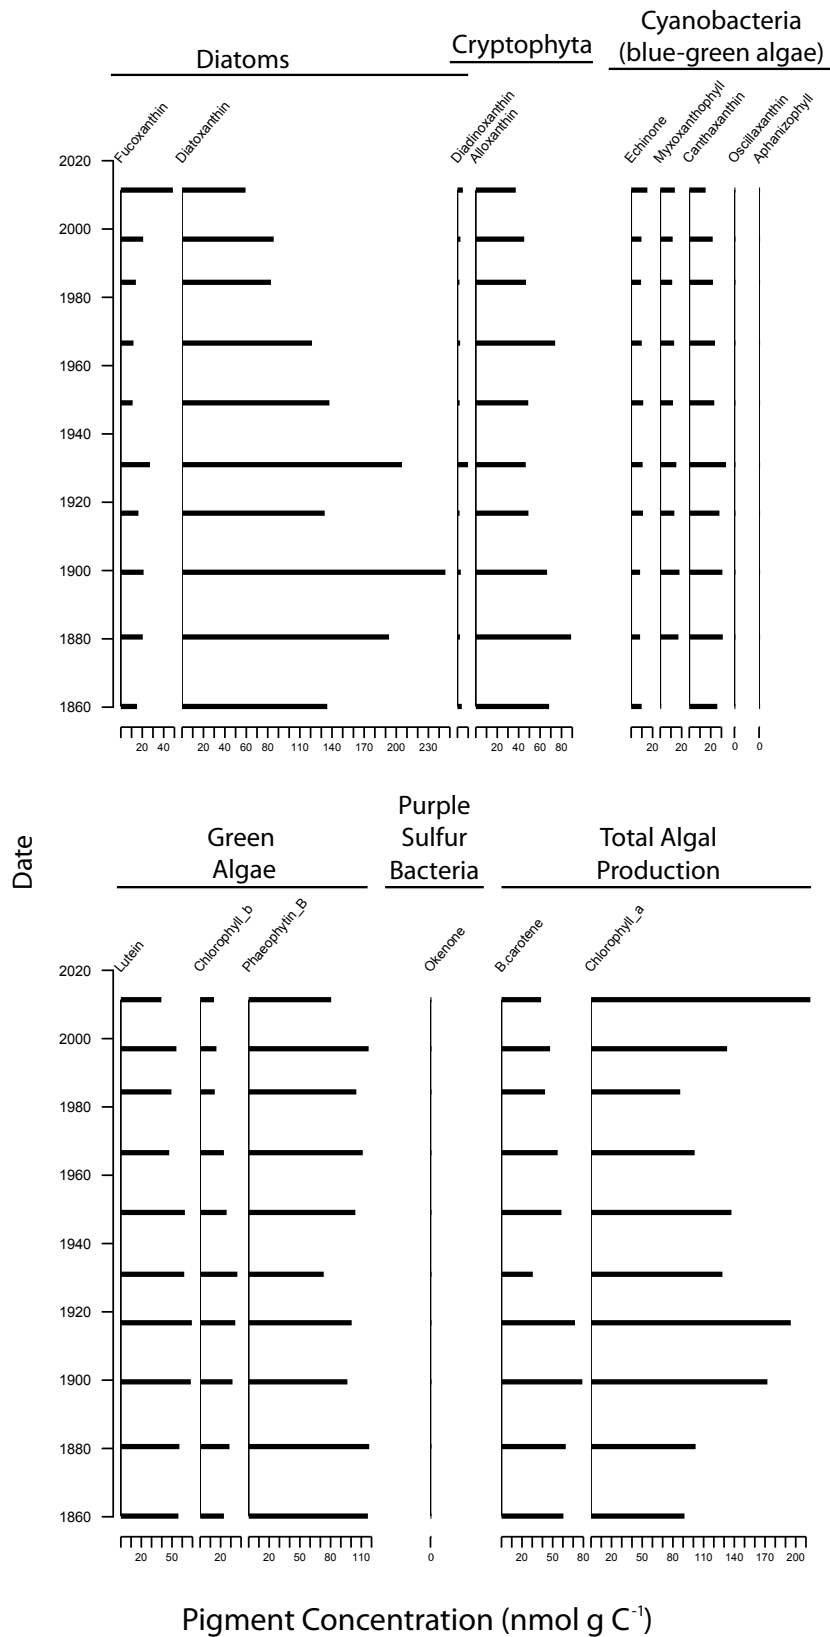 Cyanobacteria
(blue-green algae)
Cryptophyta
Diatoms
Fucoxanthin
Diatoxanthin
Diadinoxanthin
Alloxanthin
Echinone
Myxoxanthophyll
Canthaxanthin
Oscillaxanthin
Aphanizophyll
2020
2000
1980
1960
1940
1920
1900
1880
1860
20 40 20 40 60 80 110 140 170 200 230 20 40 60 80 20 20 20 0 0
Purple
Sulfur
Bacteria
Green
Algae
Total Algal
Production
Date
Lutein
Chlorophyll_b
Phaeophytin_B
Okenone
B.carotene
Chlorophyll_a
2020
2000
1980
1960
1940
1920
1900
1880
1860
20 50 20 20 50 80 110 0 20 50 80 20 50 80 110 140 170 200
Pigment Concentration (nmol g C⁻¹)